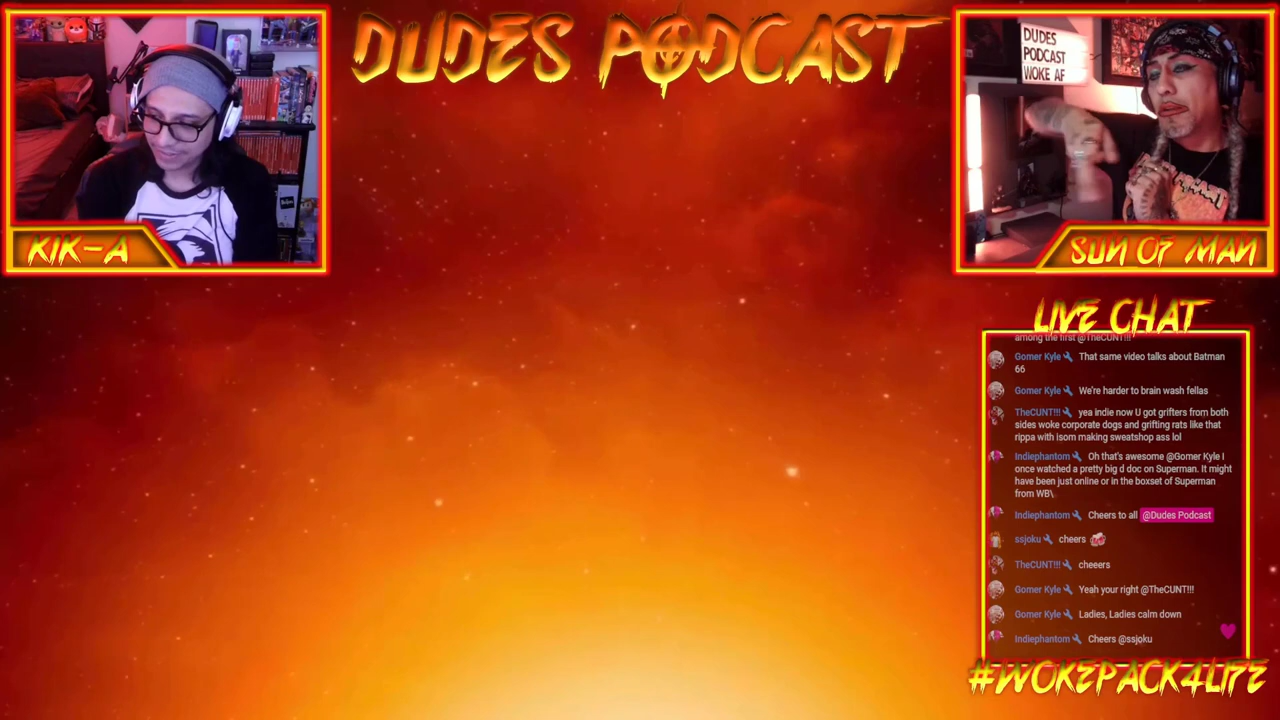 DUDES PODCAST
DUDES
PODCAST
WOKE AF
KIK-A
SUN OF MAN
LIVE CHAT
among the first @TheCUNT!!!
Gomer Kyle That same video talks about Batman
66
Gomer Kyle We're harder to brain wash fellas
TheCUNT!!! yea indie now U got grifters from both
sides woke corporate dogs and grifting rats like that
rippa with isom making sweatshop ass lol
Indiephantom Oh that's awesome @Gomer Kyle I
once watched a pretty big d doc on Superman. It might
have been just online or in the boxset of Superman
from WB\
Indiephantom Cheers to all @Dudes Podcast
ssjoku cheers
TheCUNT!!! cheeers
Gomer Kyle Yeah your right @TheCUNT!!!
Gomer Kyle Ladies, Ladies calm down
Indiephantom Cheers @ssjoku
#WOKEPACK4LIFE